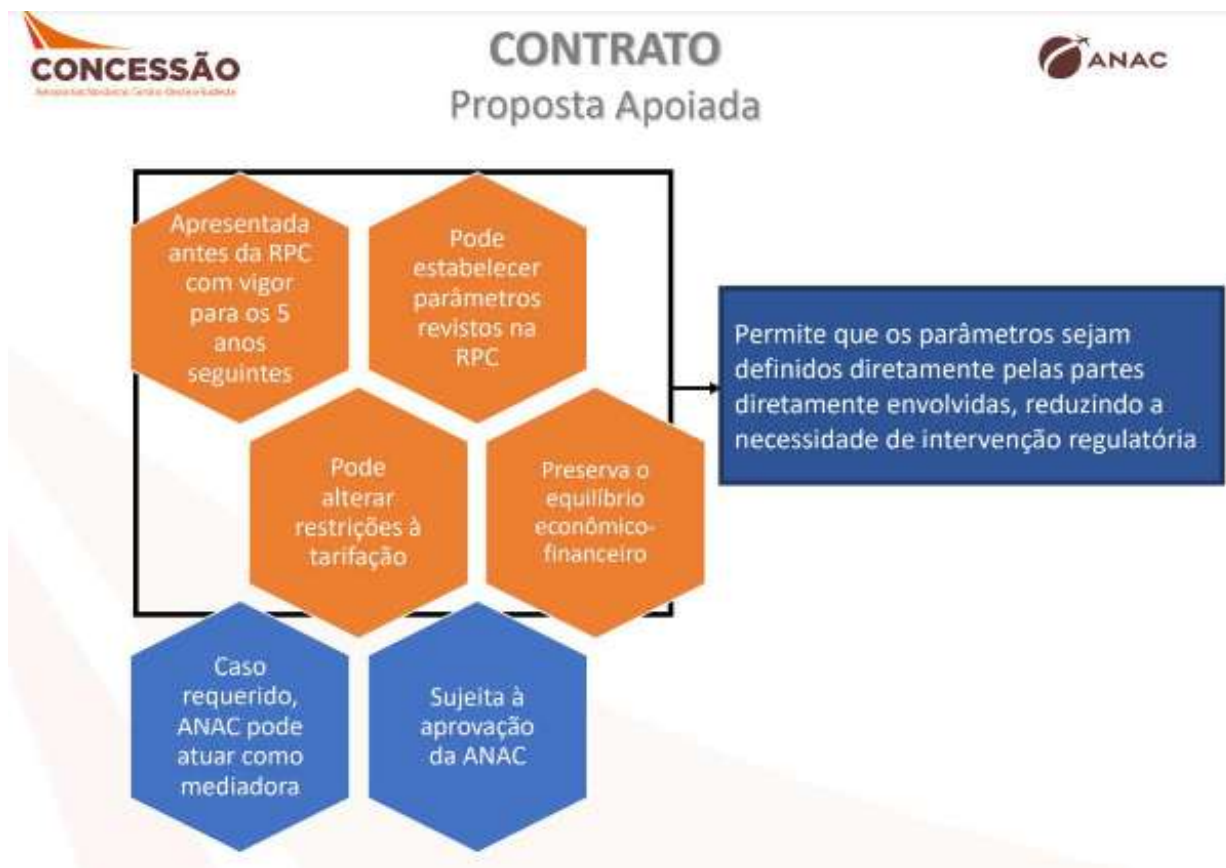 CONCESSÃO
CONTRATO
Proposta Apoiada
ANAC
Apresentada
antes da RPC
com vigor
para os 5
anos
seguintes
Pode
estabelecer
parâmetros
revistos na
RPC
Pode
alterar
restrições à
tarifação
Preserva o
equilíbrio
econômico-
financeiro
Permite que os parâmetros sejam
definidos diretamente pelas partes
diretamente envolvidas, reduzindo a
necessidade de intervenção regulatória
Caso
requerido,
ANAC pode
atuar como
mediadora
Sujeita à
aprovação
da ANAC